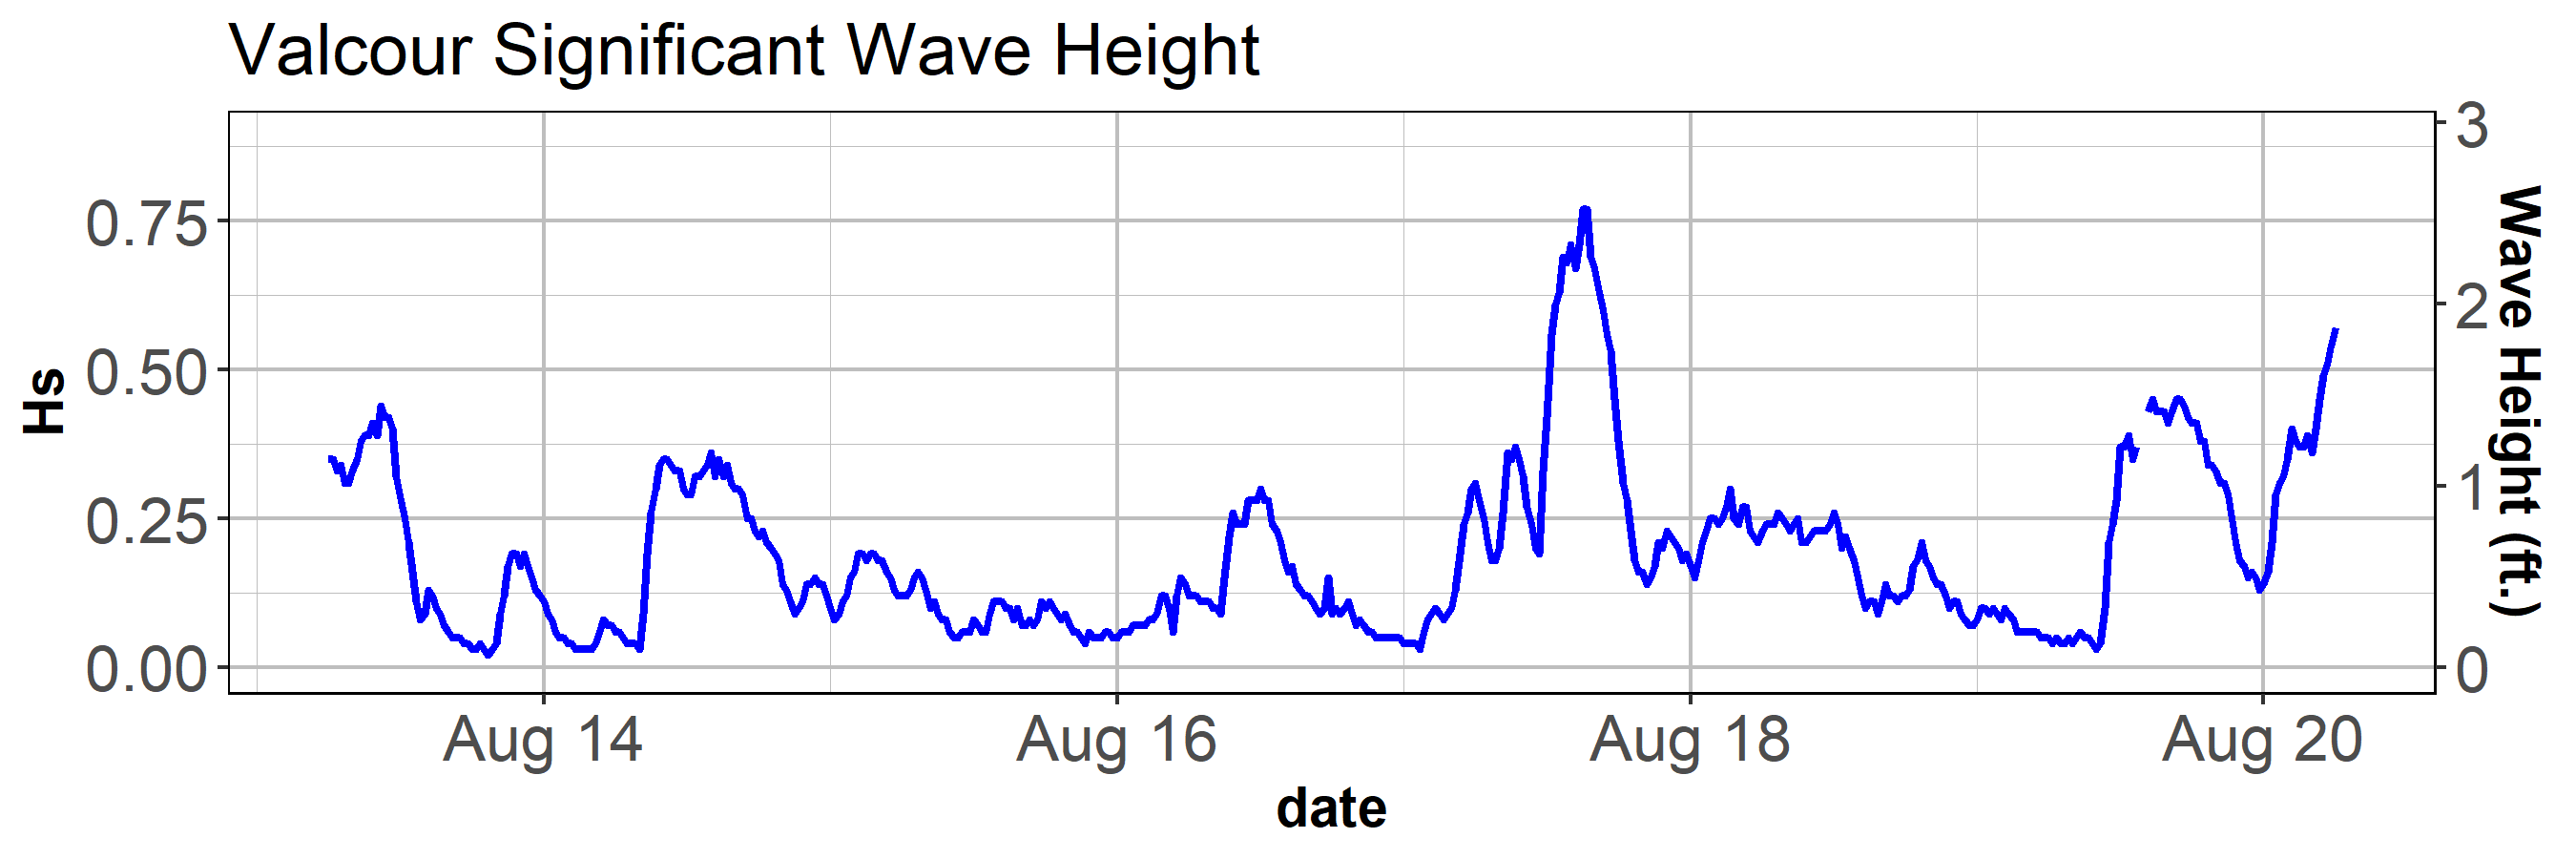 Valcour Significant Wave Height
Hs
0.75
0.50
0.25
0.00
3
2
1
0
Wave Height (ft.)
Aug 14 Aug 16 Aug 18 Aug 20
date